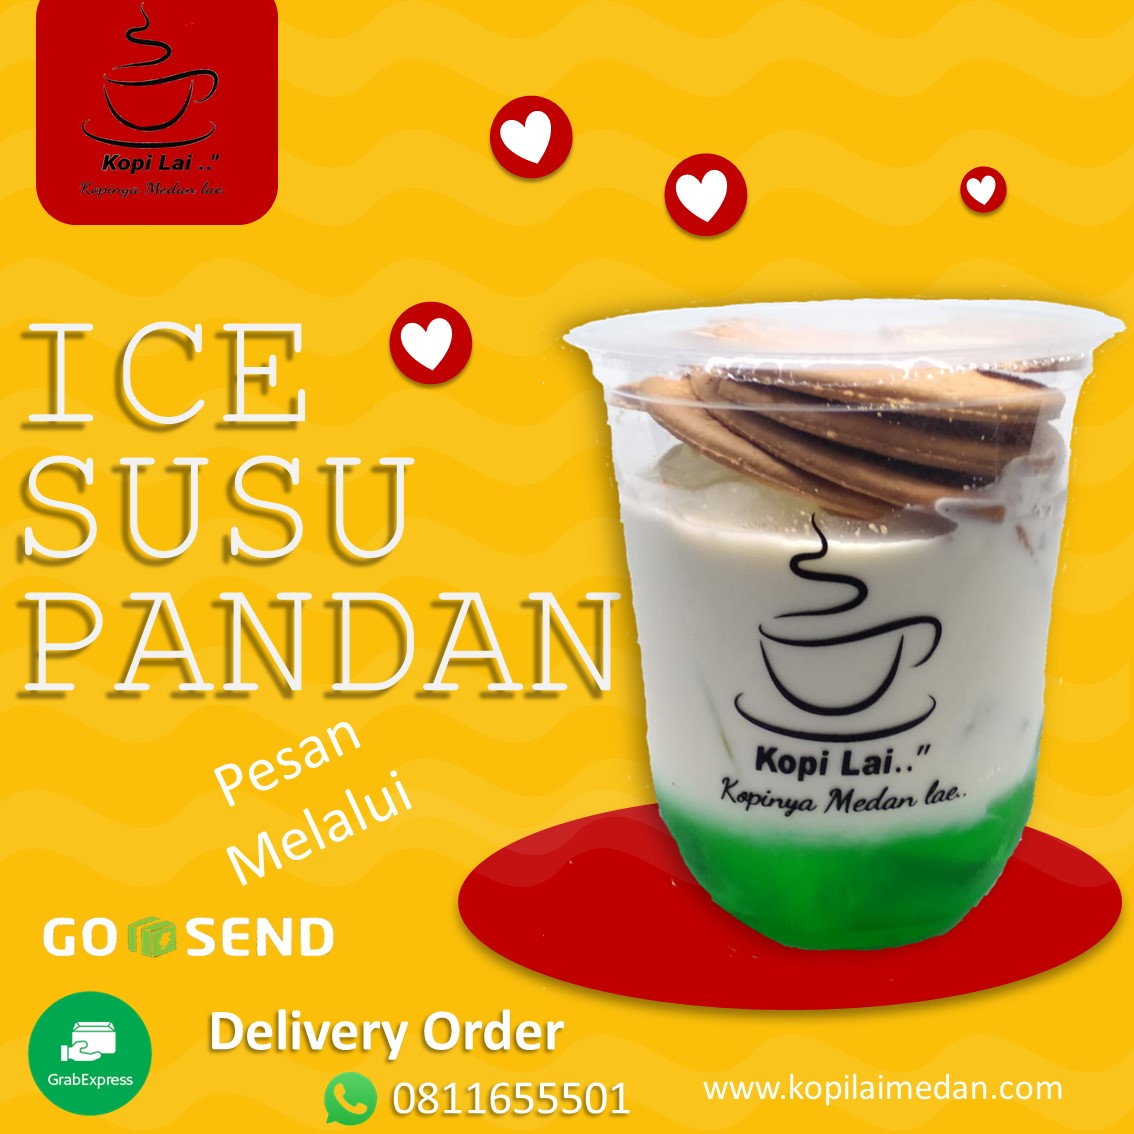 Kopi Lai .."
Kopinya Medan lae..
ICE
SUSU
PANDAN
Kopi Lai.."
Kopinya Medan lae..
Pesan
Melalui
GO SEND
GrabExpress
Delivery Order
0811655501
www.kopilaimedan.com